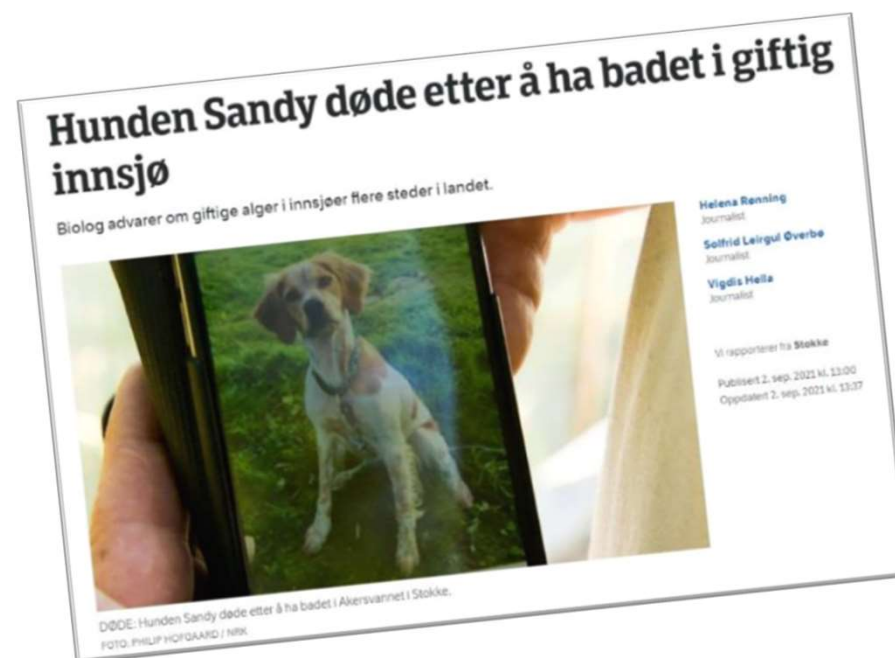 Hunden Sandy døde etter å ha badet i giftig
innsjø
Biolog advarer om giftige alger i innsjøer flere steder i landet.
Helena Rønning
Journalist
Solfrid Leirgul Øverbø
Journalist
Vigdis Hella
Journalist
Vi rapporterer fra Stokke
Publisert 2. sep. 2021 kl. 13:00
Oppdatert 2. sep. 2021 kl. 13:37
DØDE: Hunden Sandy døde etter å ha badet i Akersvannet i Stokke.
FOTO: PHILIP HOFGAARD / NRK